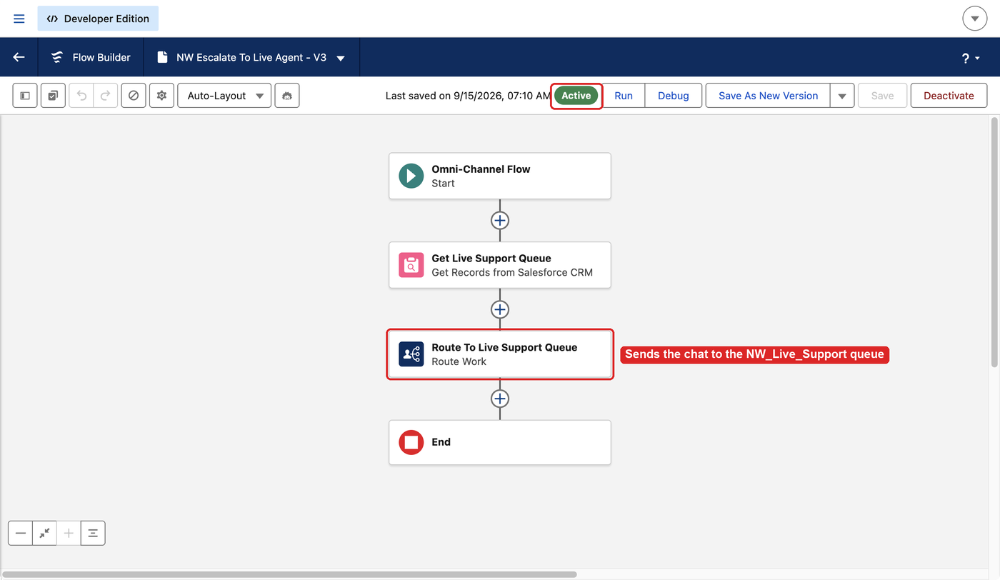 </> Developer Edition
Flow Builder
NW Escalate To Live Agent - V3
?
Auto-Layout
Last saved on 9/15/2026, 07:10 AM
Active
Run
Debug
Save As New Version
Save
Deactivate
Omni-Channel Flow
Start
Get Live Support Queue
Get Records from Salesforce CRM
Route To Live Support Queue
Route Work
Sends the chat to the NW_Live_Support queue
End